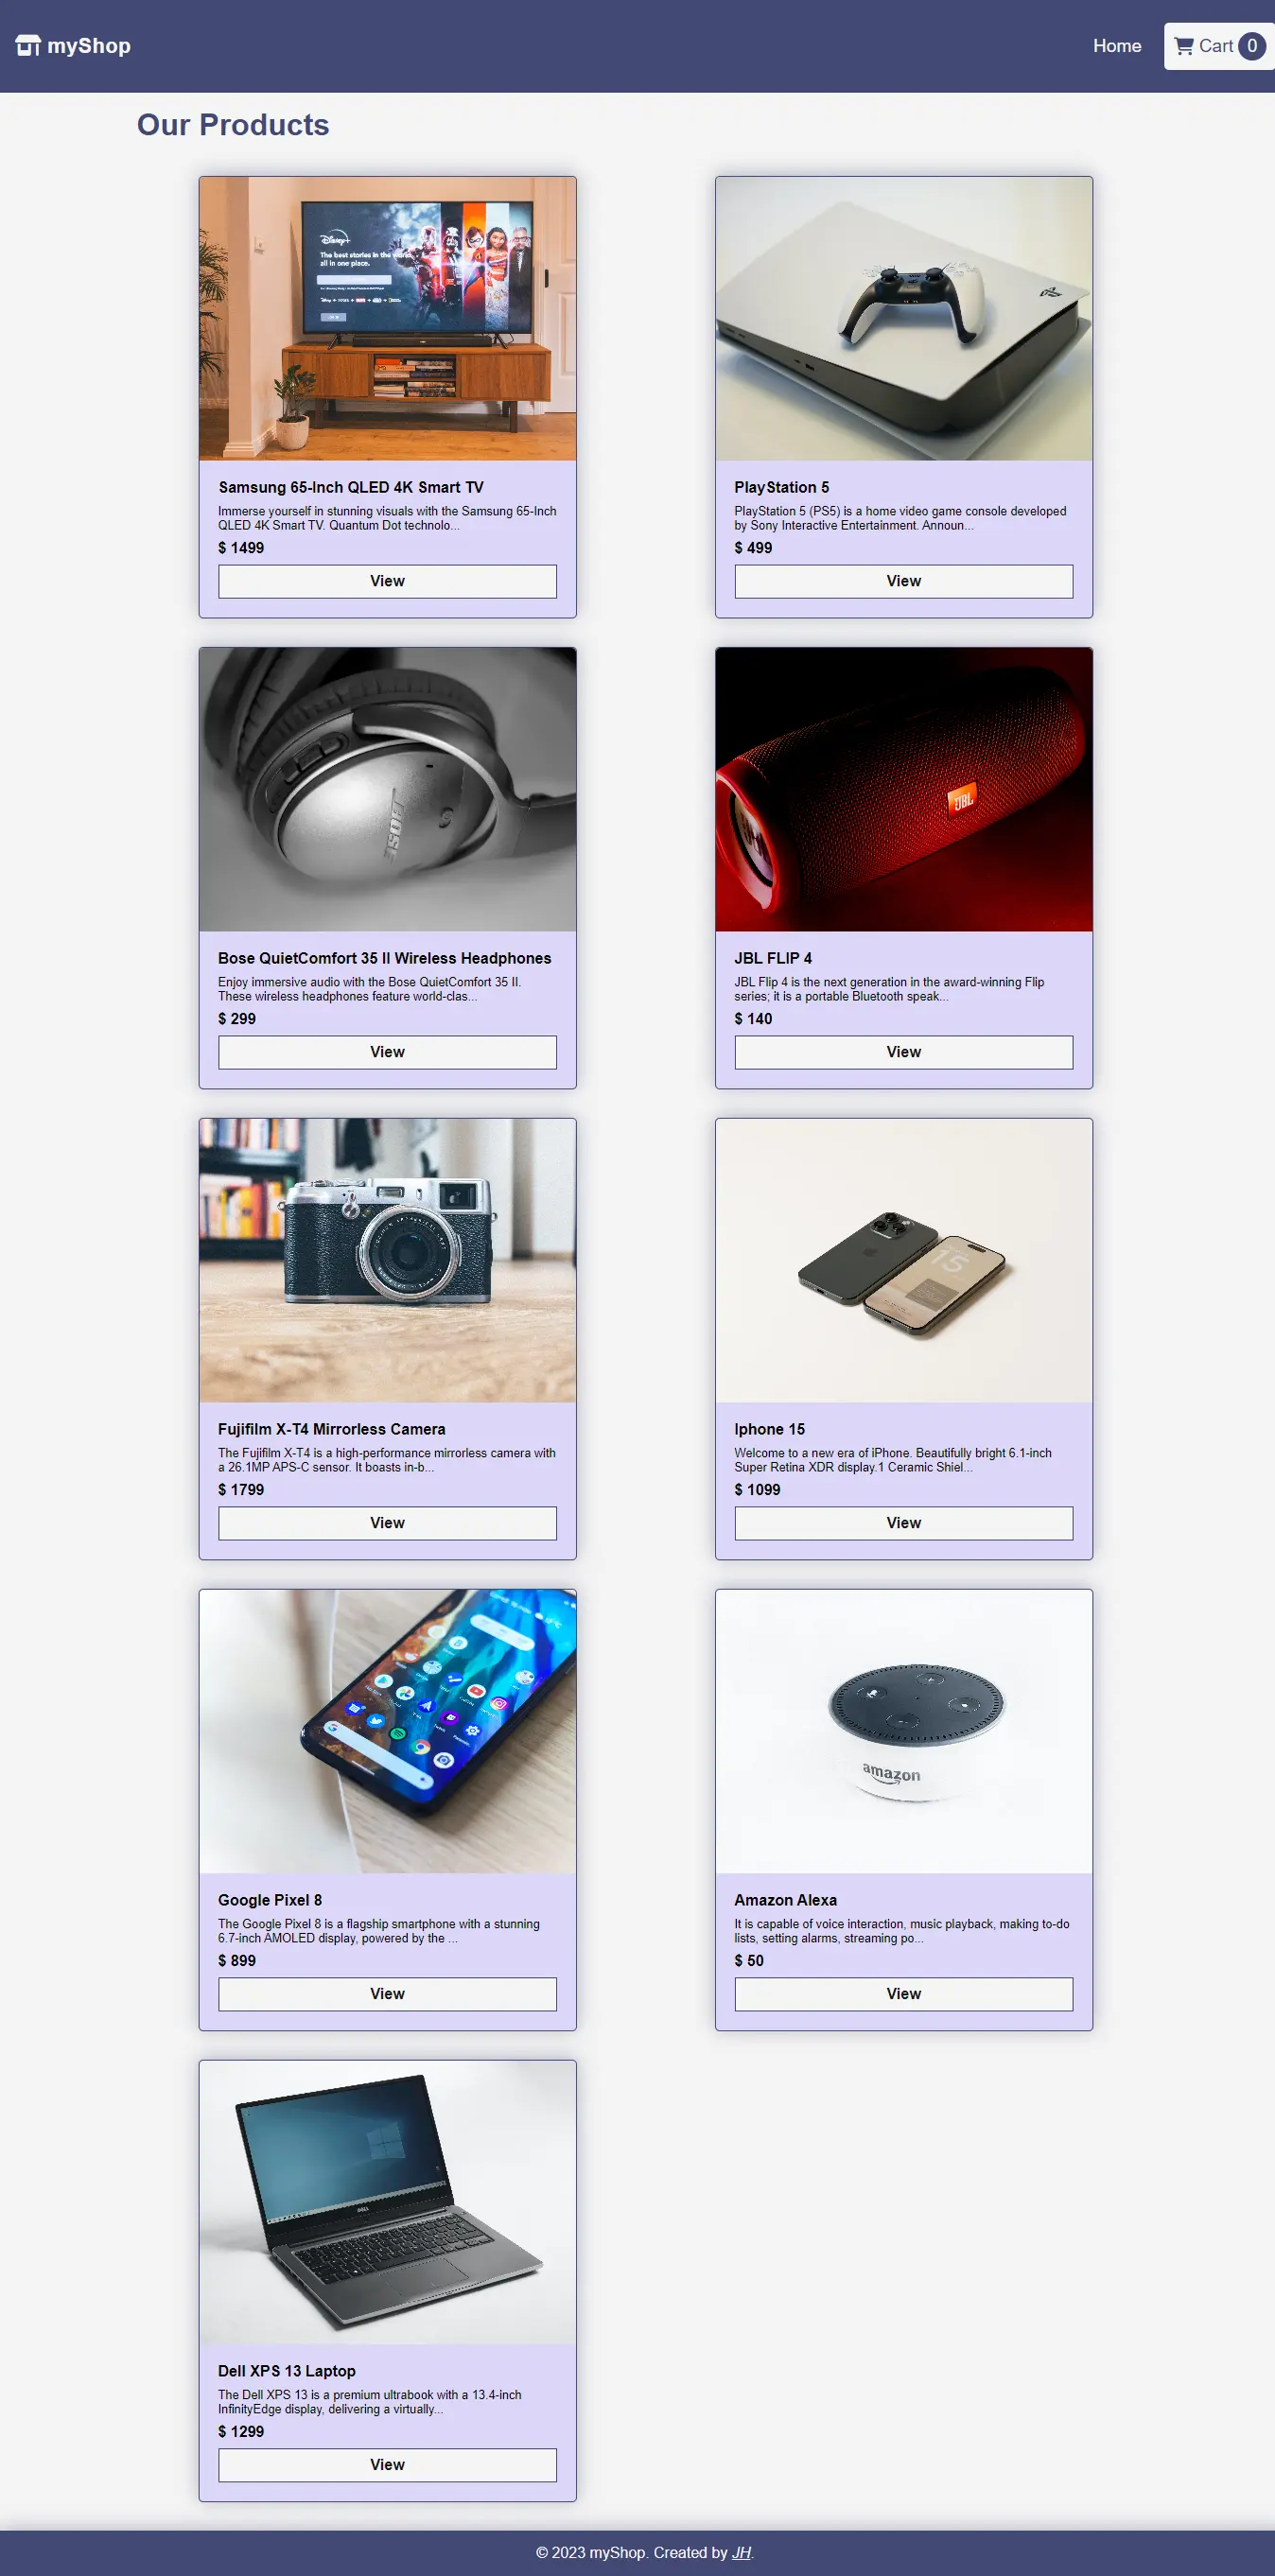 myShop
Home
Cart 0
Our Products
Disney+
The best stories in the world,
all in one place.
Samsung 65-Inch QLED 4K Smart TV
Immerse yourself in stunning visuals with the Samsung 65-Inch
QLED 4K Smart TV. Quantum Dot technolo...
$ 1499
View
PlayStation 5
PlayStation 5 (PS5) is a home video game console developed
by Sony Interactive Entertainment. Announ...
$ 499
View
BOSE
Bose QuietComfort 35 II Wireless Headphones
Enjoy immersive audio with the Bose QuietComfort 35 II.
These wireless headphones feature world-clas...
$ 299
View
JBL
JBL FLIP 4
JBL Flip 4 is the next generation in the award-winning Flip
series; it is a portable Bluetooth speak...
$ 140
View
Fujifilm X-T4 Mirrorless Camera
The Fujifilm X-T4 is a high-performance mirrorless camera with
a 26.1MP APS-C sensor. It boasts in-b...
$ 1799
View
15
Iphone 15
Welcome to a new era of iPhone. Beautifully bright 6.1-inch
Super Retina XDR display.1 Ceramic Shiel...
$ 1099
View
Google Pixel 8
The Google Pixel 8 is a flagship smartphone with a stunning
6.7-inch AMOLED display, powered by the ...
$ 899
View
amazon
Amazon Alexa
It is capable of voice interaction, music playback, making to-do
lists, setting alarms, streaming po...
$ 50
View
DELL
Dell XPS 13 Laptop
The Dell XPS 13 is a premium ultrabook with a 13.4-inch
InfinityEdge display, delivering a virtually...
$ 1299
View
© 2023 myShop. Created by JH.